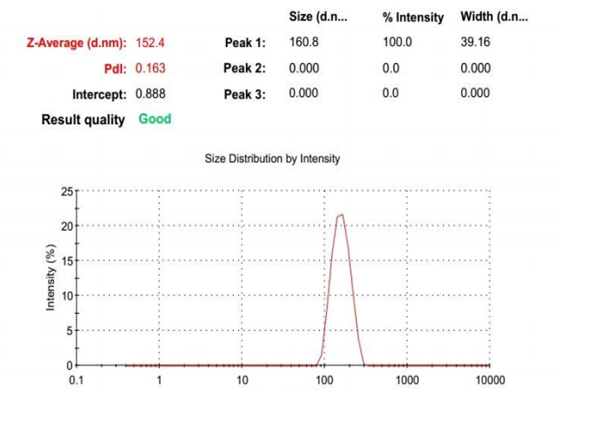 Size (d.n... % Intensity Width (d.n...
Z-Average (d.nm): 152.4 Peak 1: 160.8 100.0 39.16
PdI: 0.163 Peak 2: 0.000 0.0 0.000
Intercept: 0.888 Peak 3: 0.000 0.0 0.000
Result quality Good
Size Distribution by Intensity
25
20
15
10
5
0
Intensity (%)
0.1 1 10 100 1000 10000